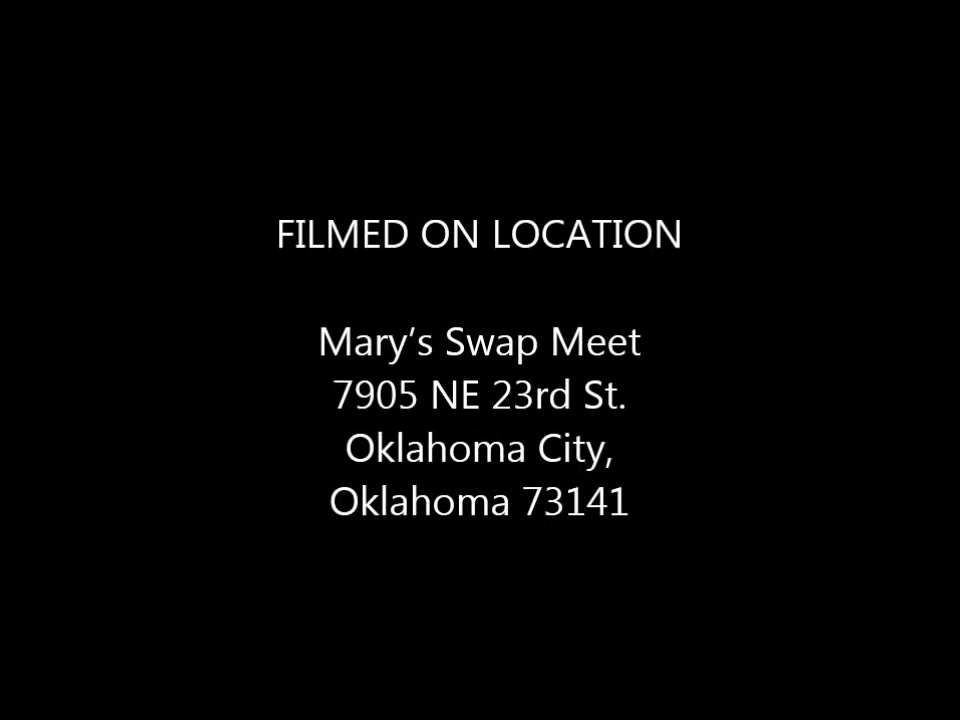 FILMED ON LOCATION
Mary’s Swap Meet
7905 NE 23rd St.
Oklahoma City,
Oklahoma 73141